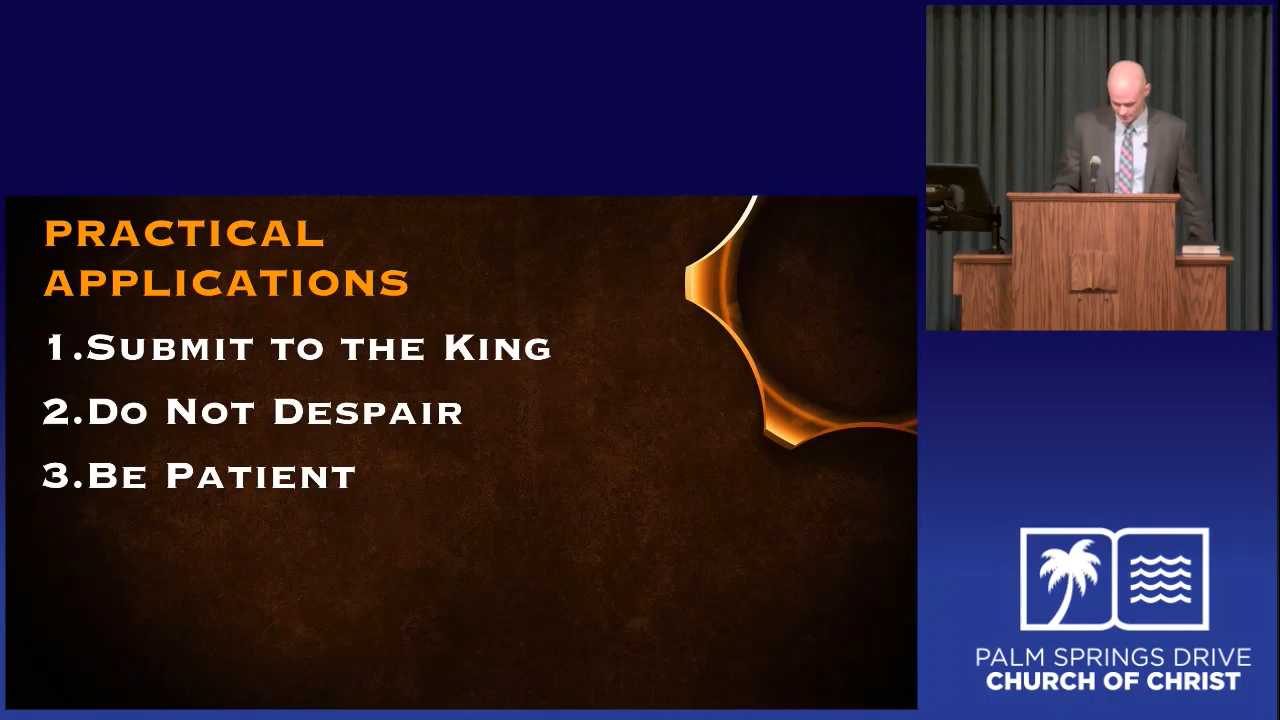 PRACTICAL
APPLICATIONS
1.Submit to the King
2.Do Not Despair
3.Be Patient
PALM SPRINGS DRIVE
CHURCH OF CHRIST